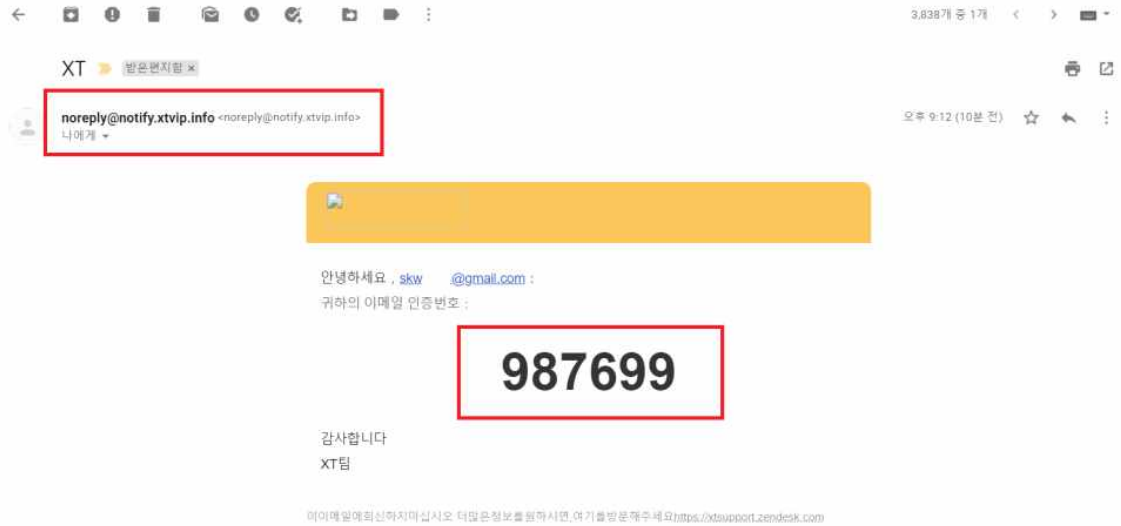 3,838개 중 1개
XT 받은편지함 ×
noreply@notify.xtvip.info <noreply@notify.xtvip.info>
오후 9:12 (10분 전)
나에게
안녕하세요 , skw @gmail.com :
귀하의 이메일 인증번호 :
987699
감사합니다
XT팀
이이메일에회신하지마십시오 더많은정보를원하시면,여기를방문해주세요https://xtsupport.zendesk.com